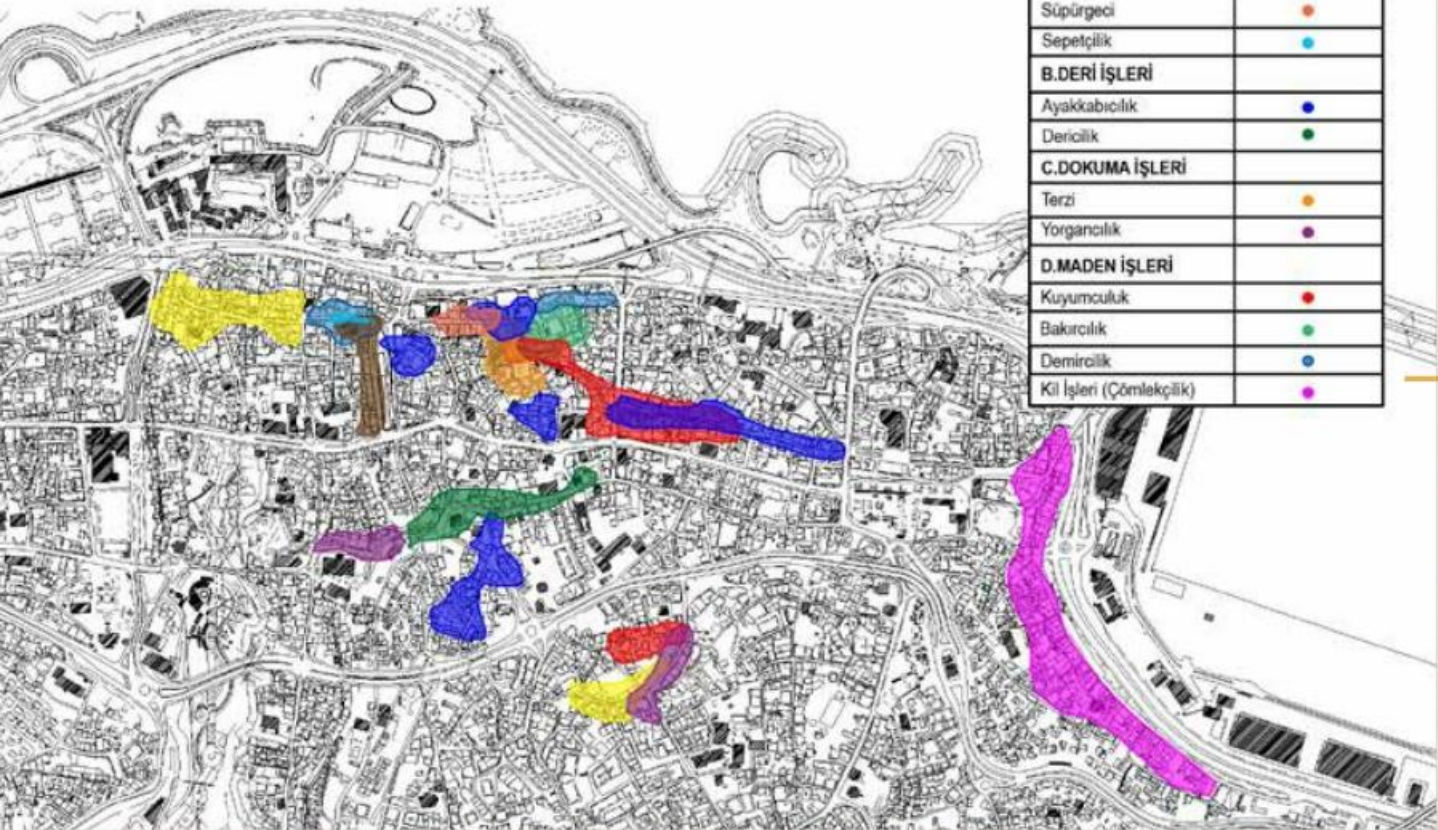 Süpürgeci
Sepetçilik
B.DERİ İŞLERİ
Ayakkabıcılık
Dericilik
C.DOKUMA İŞLERİ
Terzi
Yorgancılık
D.MADEN İŞLERİ
Kuyumculuk
Bakırcılık
Demircilik
Kil İşleri (Çömlekçilik)